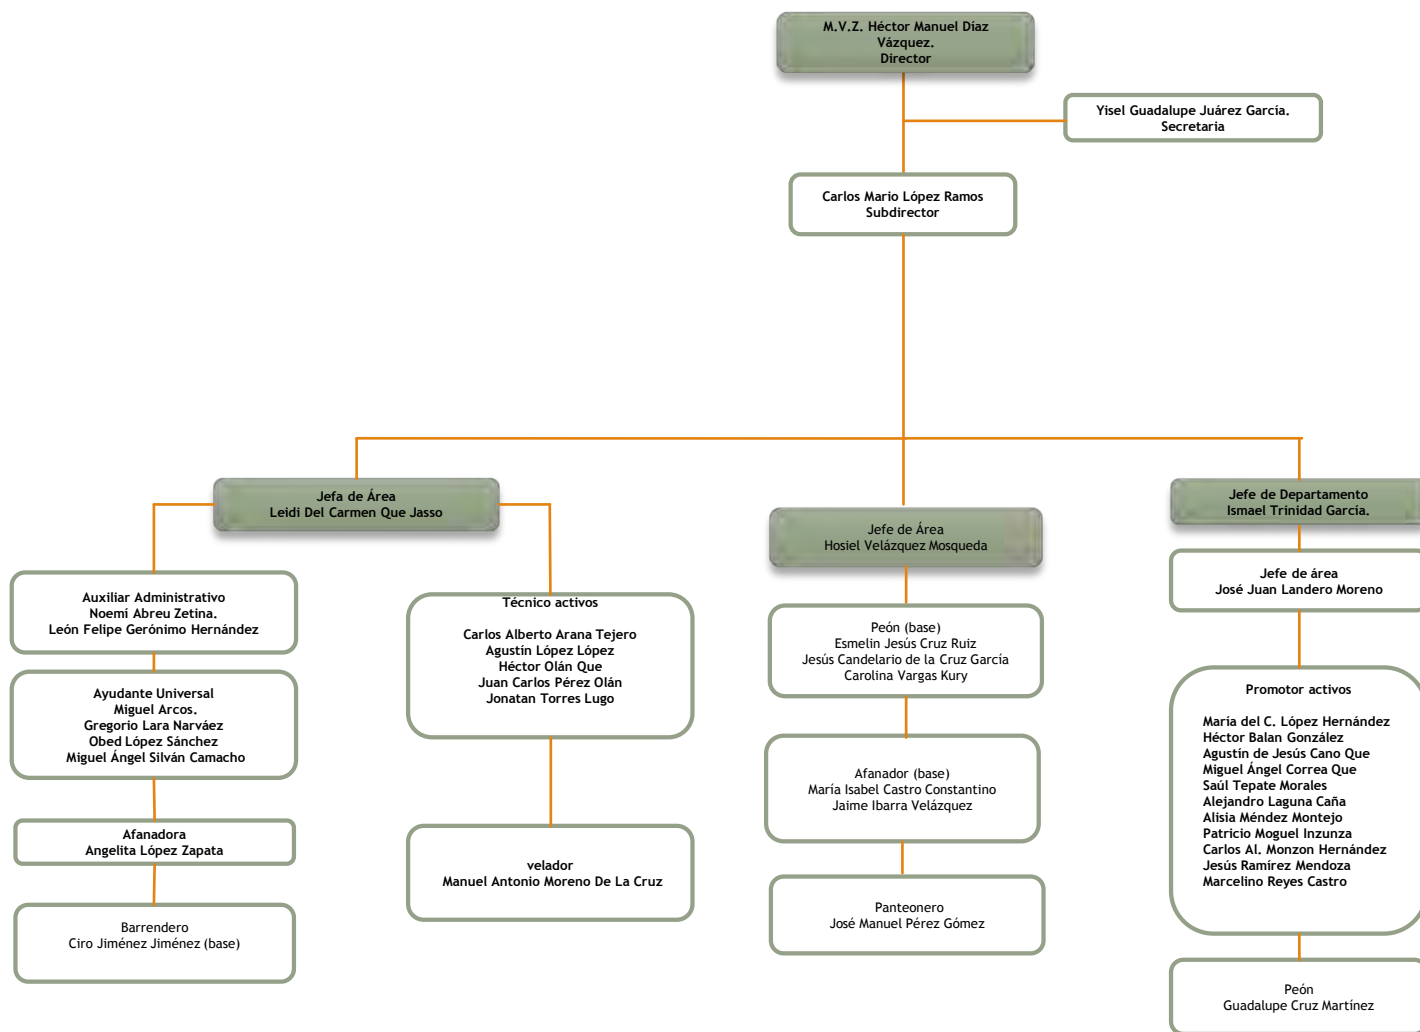 M.V.Z. Héctor Manuel Díaz
Vázquez.
Director
Yisel Guadalupe Juárez García.
Secretaria
Carlos Mario López Ramos
Subdirector
Jefa de Área
Leidi Del Carmen Que Jasso
Auxiliar Administrativo
Noemí Abreu Zetina.
León Felipe Gerónimo Hernández
Ayudante Universal
Miguel Arcos.
Gregorio Lara Narváez
Obed López Sánchez
Miguel Ángel Silván Camacho
Afanadora
Angelita López Zapata
Barrendero
Ciro Jiménez Jiménez (base)
Técnico activos
Carlos Alberto Arana Tejero
Agustín López López
Héctor Olán Que
Juan Carlos Pérez Olán
Jonatan Torres Lugo
velador
Manuel Antonio Moreno De La Cruz
Jefe de Área
Hosiel Velázquez Mosqueda
Peón (base)
Esmelin Jesús Cruz Ruiz
Jesús Candelario de la Cruz García
Carolina Vargas Kury
Afanador (base)
María Isabel Castro Constantino
Jaime Ibarra Velázquez
Panteonero
José Manuel Pérez Gómez
Jefe de Departamento
Ismael Trinidad García.
Jefe de área
José Juan Landero Moreno
Promotor activos
María del C. López Hernández
Héctor Balan González
Agustín de Jesús Cano Que
Miguel Ángel Correa Que
Saúl Tepate Morales
Alejandro Laguna Caña
Alisia Méndez Montejo
Patricio Moguel Inzunza
Carlos Al. Monzon Hernández
Jesús Ramírez Mendoza
Marcelino Reyes Castro
Peón
Guadalupe Cruz Martínez